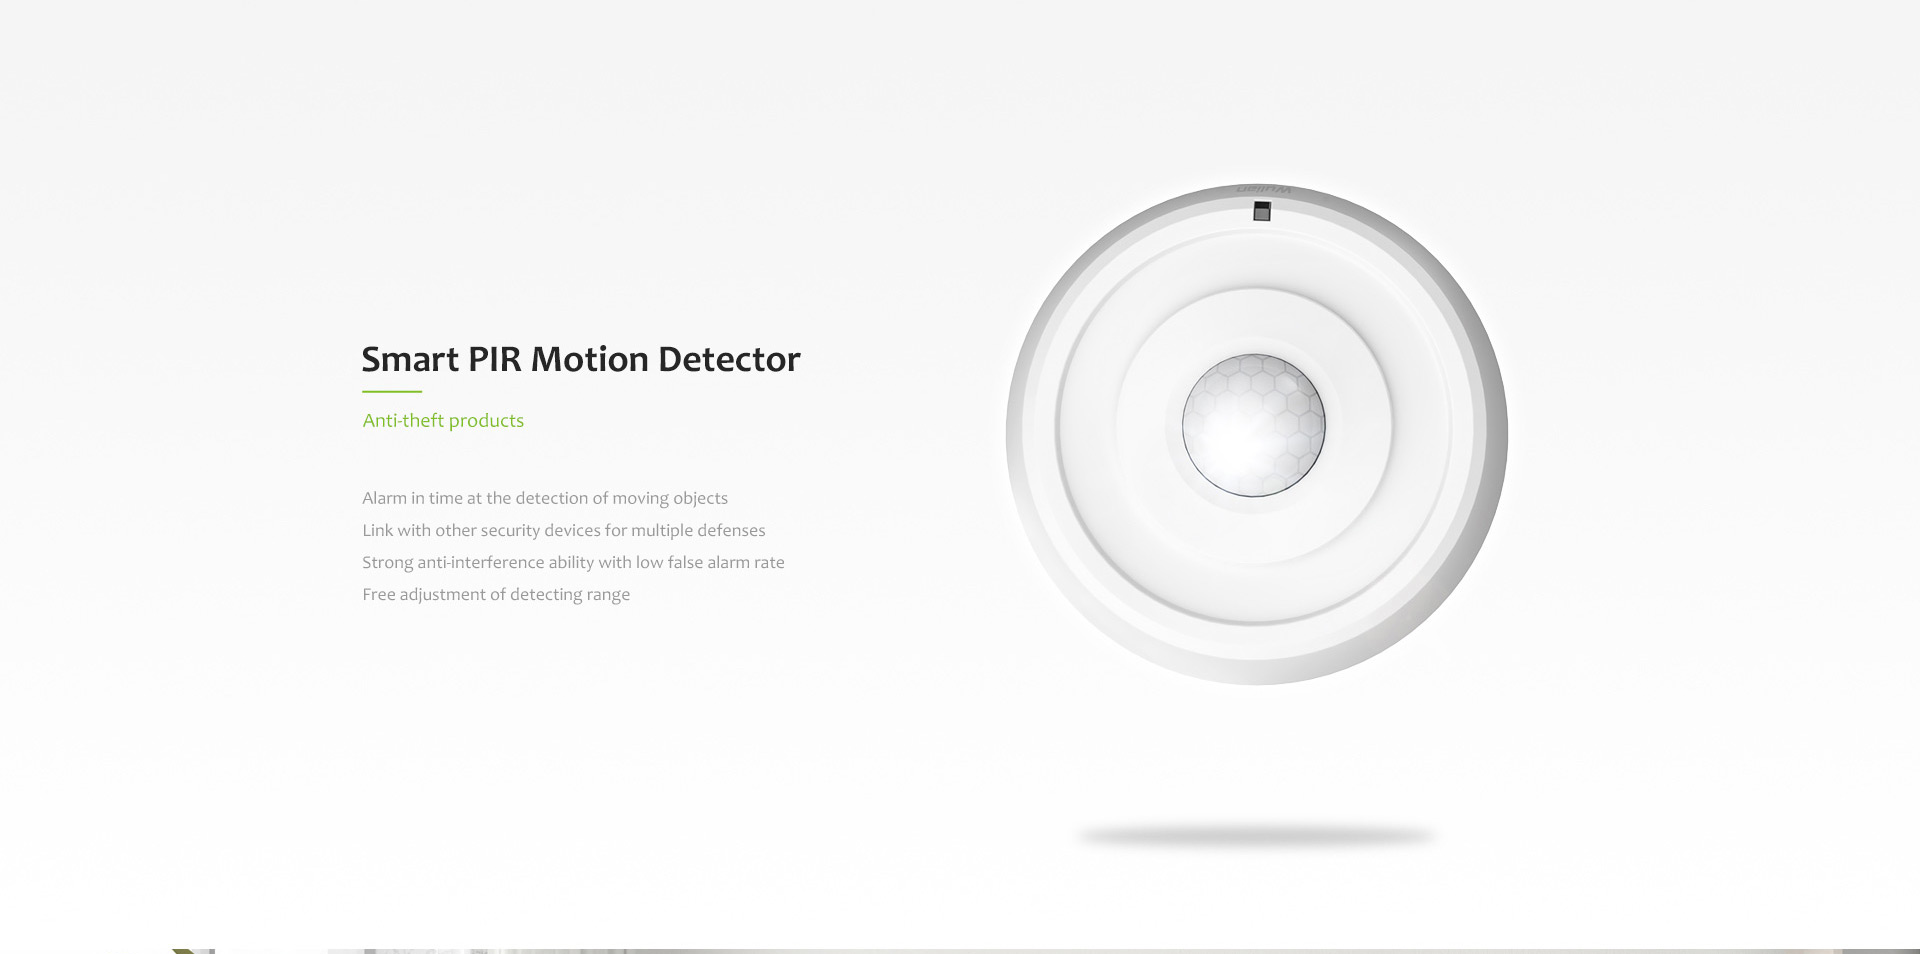 Wulian
Smart PIR Motion Detector
Anti-theft products
Alarm in time at the detection of moving objects
Link with other security devices for multiple defenses
Strong anti-interference ability with low false alarm rate
Free adjustment of detecting range